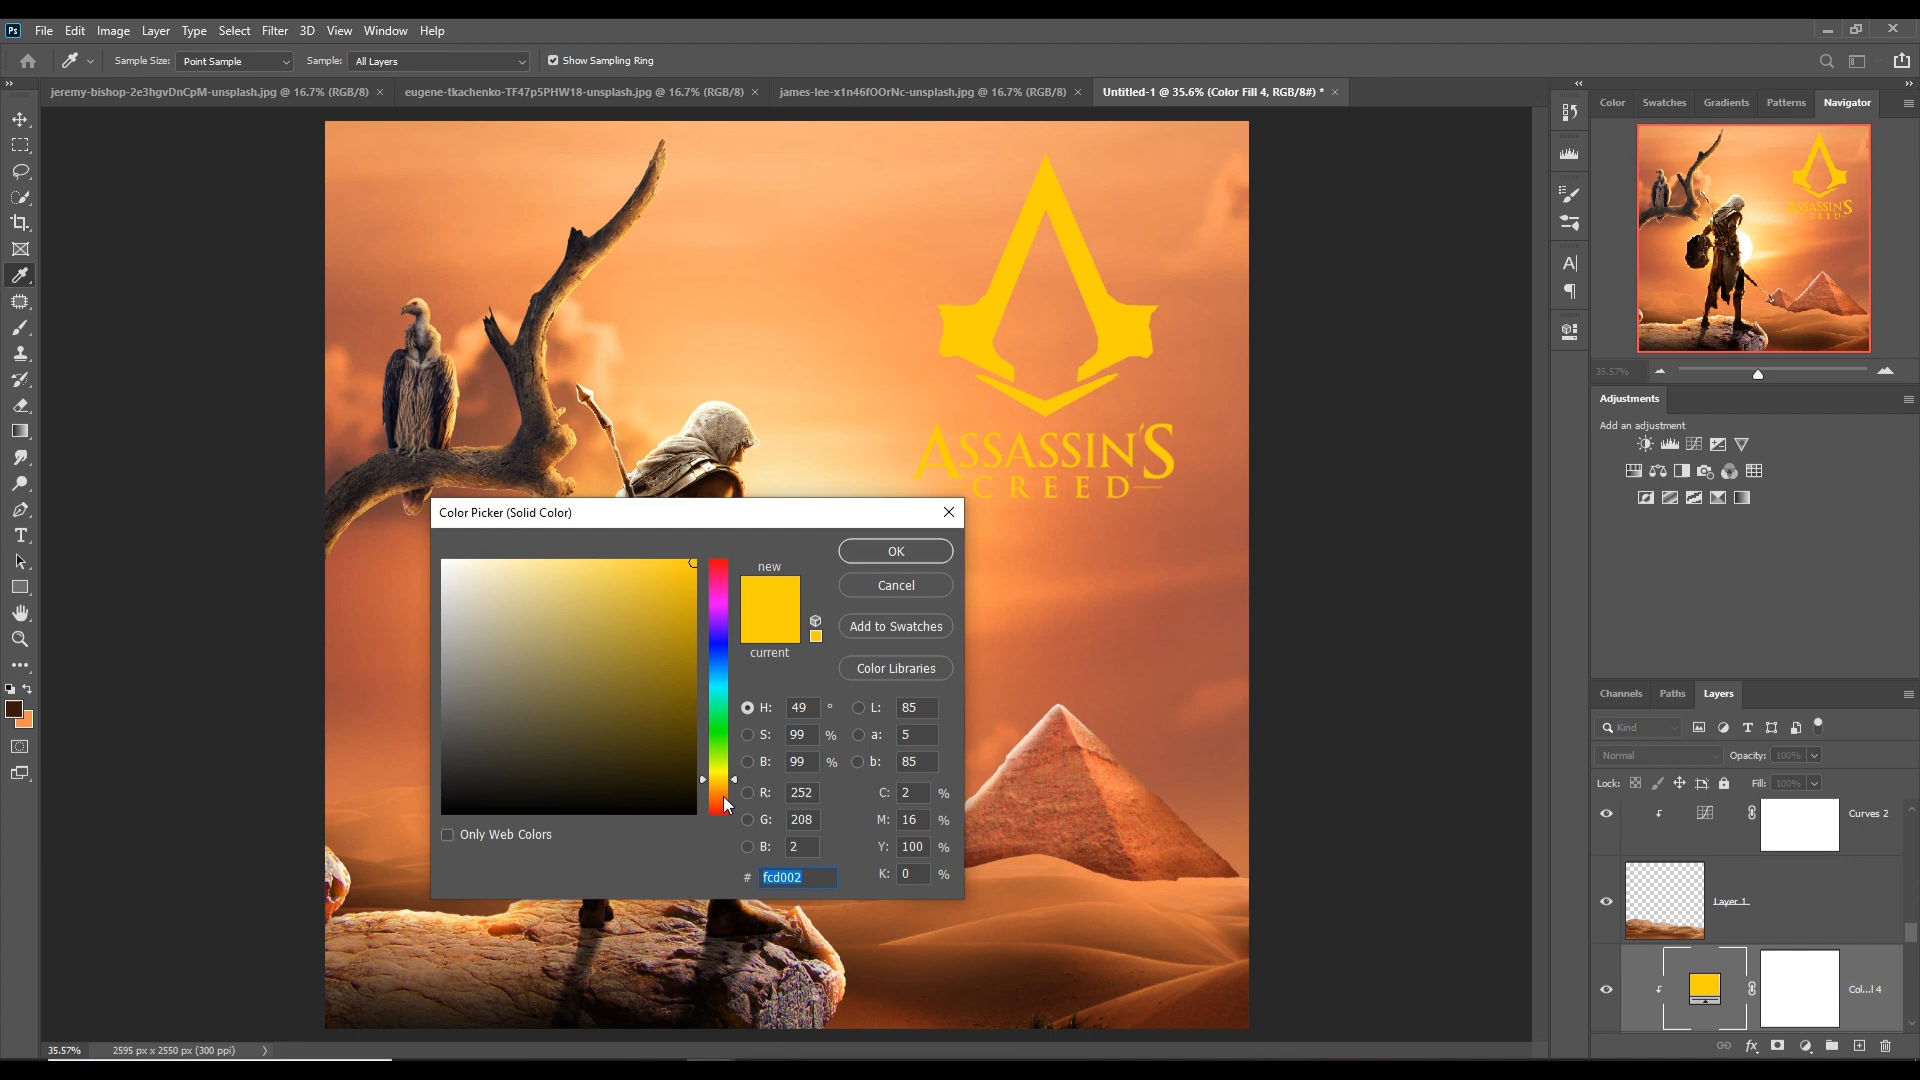 Ps File Edit Image Layer Type Select Filter 3D View Window Help
Sample Size: Point Sample Sample: All Layers Show Sampling Ring
jeremy-bishop-2e3hgvDnCpM-unsplash.jpg @ 16.7% (RGB/8) × eugene-tkachenko-TF47p5PHW18-unsplash.jpg @ 16.7% (RGB/8) × james-lee-x1n46fOOrNc-unsplash.jpg @ 16.7% (RGB/8) × Untitled-1 @ 35.6% (Color Fill 4, RGB/8#) * ×
Color Swatches Gradients Patterns Navigator
ASSASSIN'S
CREED
35.57%
Adjustments
Add an adjustment
Color Picker (Solid Color)
new
current
OK
Cancel
Add to Swatches
Color Libraries
H: 49 ° L: 85
S: 99 % a: 5
B: 99 % b: 85
R: 252 C: 2 %
G: 208 M: 16 %
B: 2 Y: 100 %
# fcd002 K: 0 %
Only Web Colors
Channels Paths Layers
Kind
Normal Opacity: 100%
Lock: Fill: 100%
Curves 2
Layer 1
Col...l 4
fx
35.57% 2595 px x 2550 px (300 ppi)